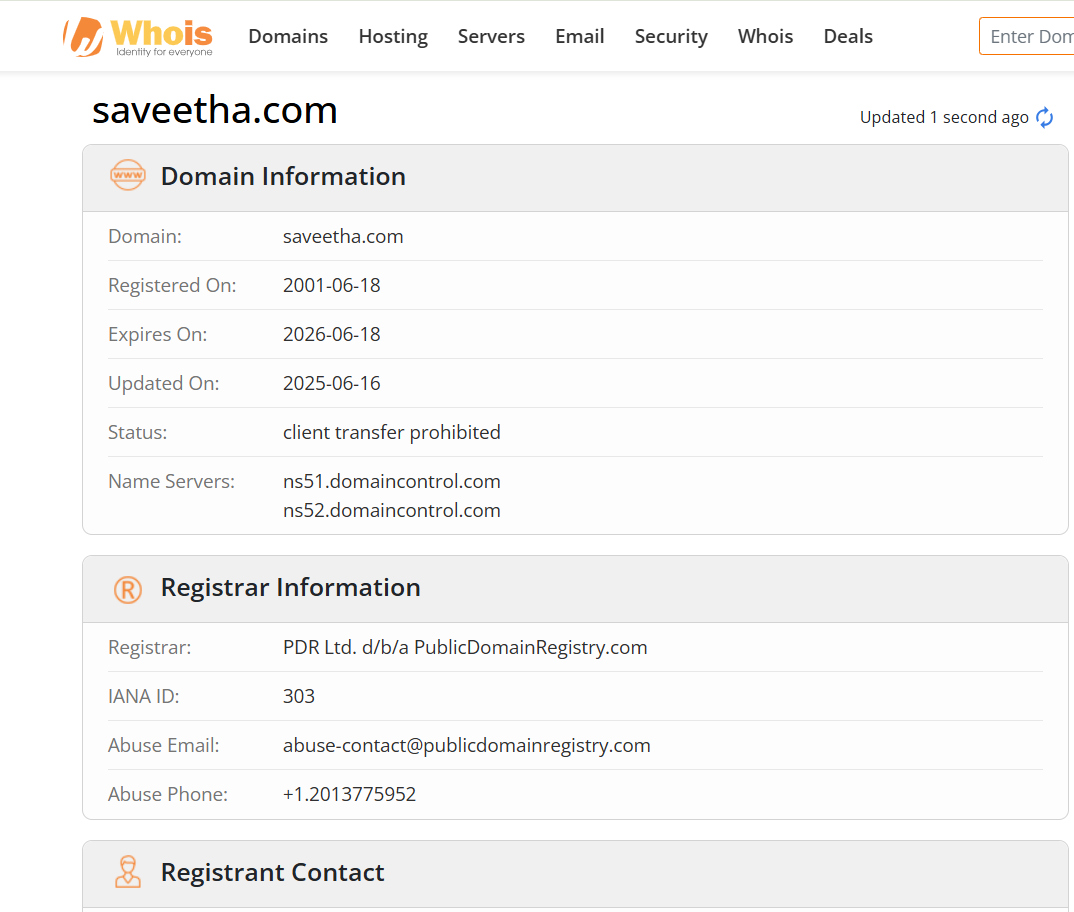 Whois
Identity for everyone
Domains Hosting Servers Email Security Whois Deals
Enter Dom
saveetha.com
Updated 1 second ago
www
Domain Information
Domain: saveetha.com
Registered On: 2001-06-18
Expires On: 2026-06-18
Updated On: 2025-06-16
Status: client transfer prohibited
Name Servers: ns51.domaincontrol.com
ns52.domaincontrol.com
® Registrar Information
Registrar: PDR Ltd. d/b/a PublicDomainRegistry.com
IANA ID: 303
Abuse Email: abuse-contact@publicdomainregistry.com
Abuse Phone: +1.2013775952
Registrant Contact